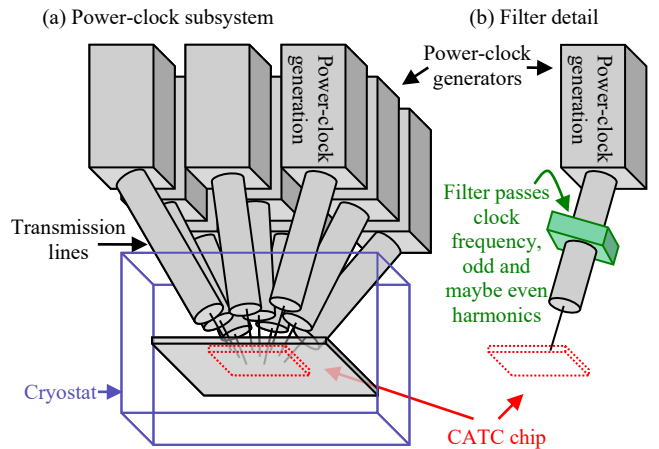 (a) Power-clock subsystem
(b) Filter detail
Power-clock
generation
Power-clock
generators
Power-clock
generation
Transmission
lines
Filter passes
clock
frequency,
odd and
maybe even
harmonics
Cryostat
CATC chip